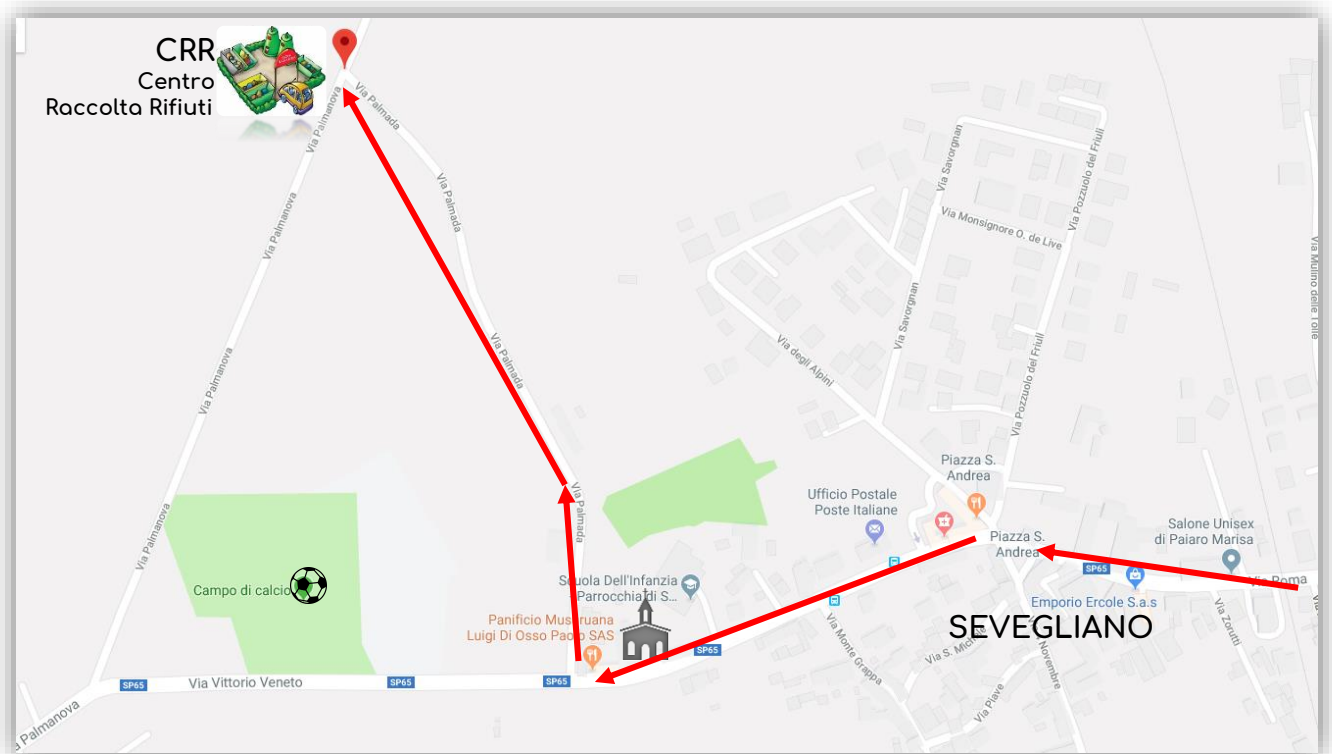 CRR
Centro
Raccolta Rifiuti
Via Palmanova
Via Palmada
Via Palmada
Via Palmanova
Via Palmanova
Via Palmada
Via Palmanova
Via Palmada
Via Savorgnan
Via Pozzuolo del Friuli
Via Monsignore O. de Live
Via Mulino delle Tolle
Via Savorgnan
Via degli Alpini
Via Pozzuolo del Friuli
Piazza S.
Andrea
Ufficio Postale
Poste Italiane
Piazza S.
Andrea
Salone Unisex
di Paiaro Marisa
SP65
Via Roma
Emporio Ercole S.a.s
SEVEGLIANO
Campo di calcio
Scuola Dell'Infanzia
Parrocchia di S...
Panificio
Luigi Di Osso Paolo SAS
SP65
Via Monte Grappa
Via S.
Novembre
Via Zorutti
Via Piave
SP65
Via Vittorio Veneto
SP65
SP65
Palmanova